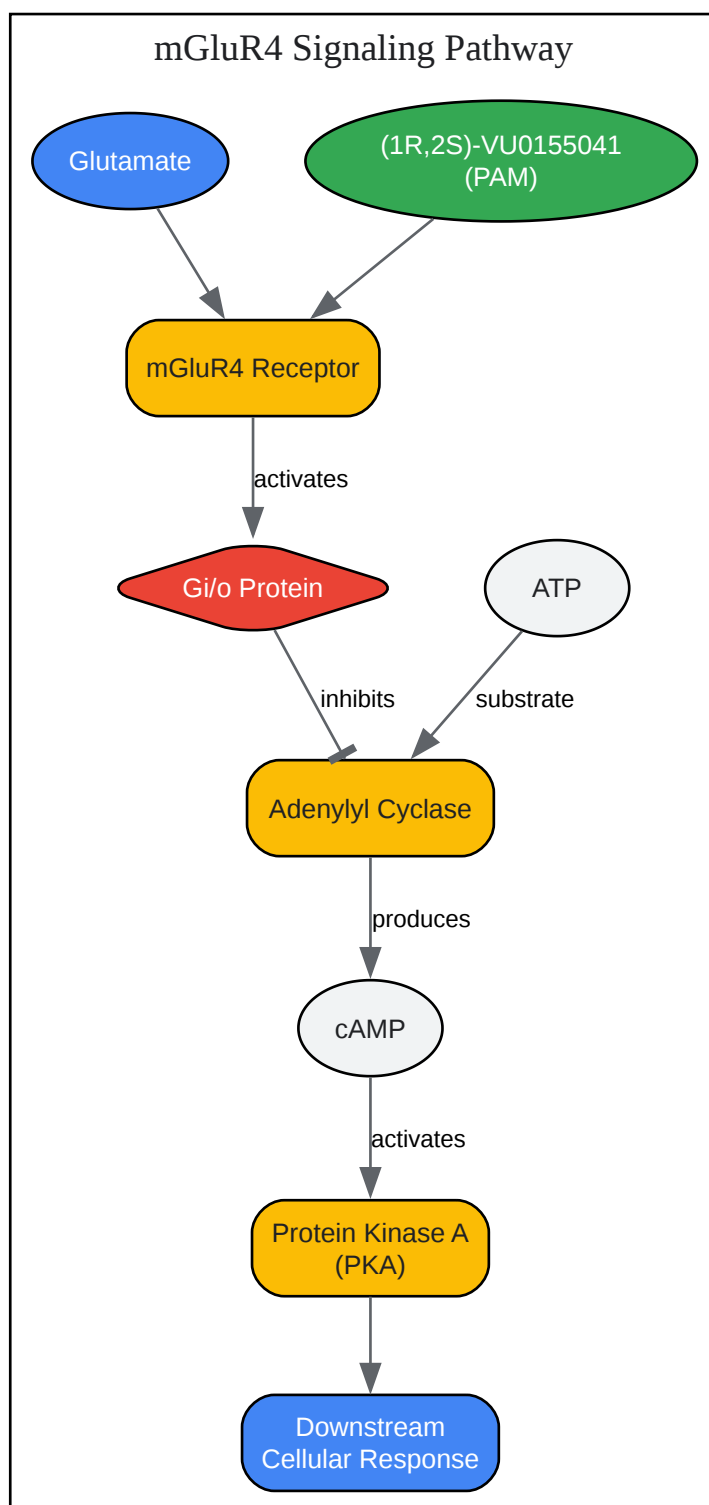 mGluR4 Signaling Pathway
Glutamate
(1R,2S)-VU0155041
(PAM)
mGluR4 Receptor
activates
Gi/o Protein
ATP
inhibits
substrate
Adenylyl Cyclase
produces
cAMP
activates
Protein Kinase A
(PKA)
Downstream
Cellular Response